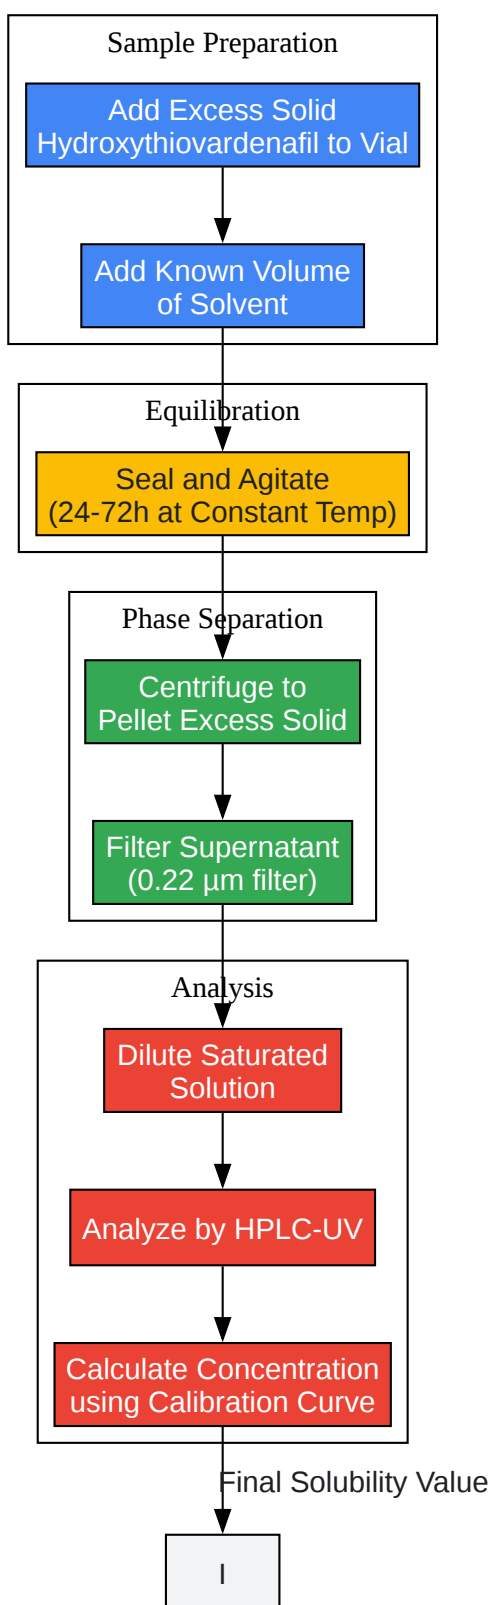 Sample Preparation
Add Excess Solid
Hydroxythiovardenafil to Vial
Add Known Volume
of Solvent
Equilibration
Seal and Agitate
(24-72h at Constant Temp)
Phase Separation
Centrifuge to
Pellet Excess Solid
Filter Supernatant
(0.22 µm filter)
Analysis
Dilute Saturated
Solution
Analyze by HPLC-UV
Calculate Concentration
using Calibration Curve
Final Solubility Value
I